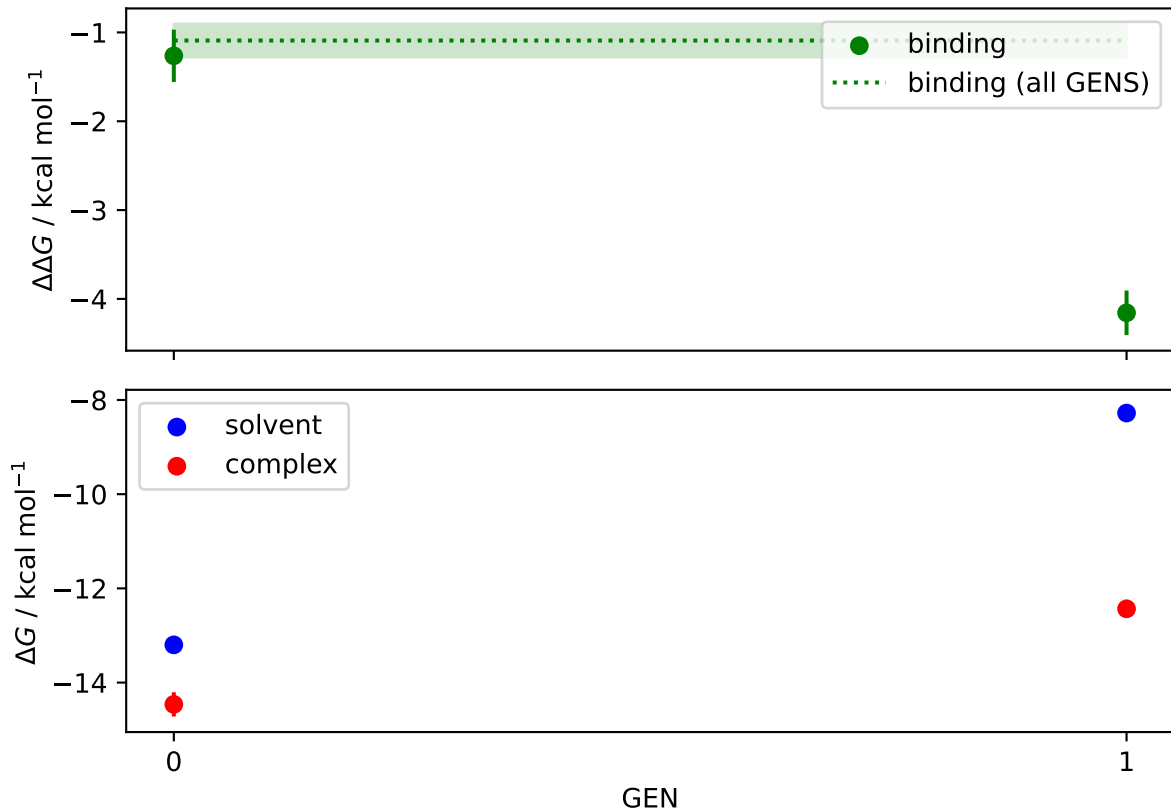 −1
−2
−3
−4
ΔΔG / kcal mol⁻¹
binding
binding (all GENS)
−8
−10
−12
−14
ΔG / kcal mol⁻¹
solvent
complex
0
1
GEN